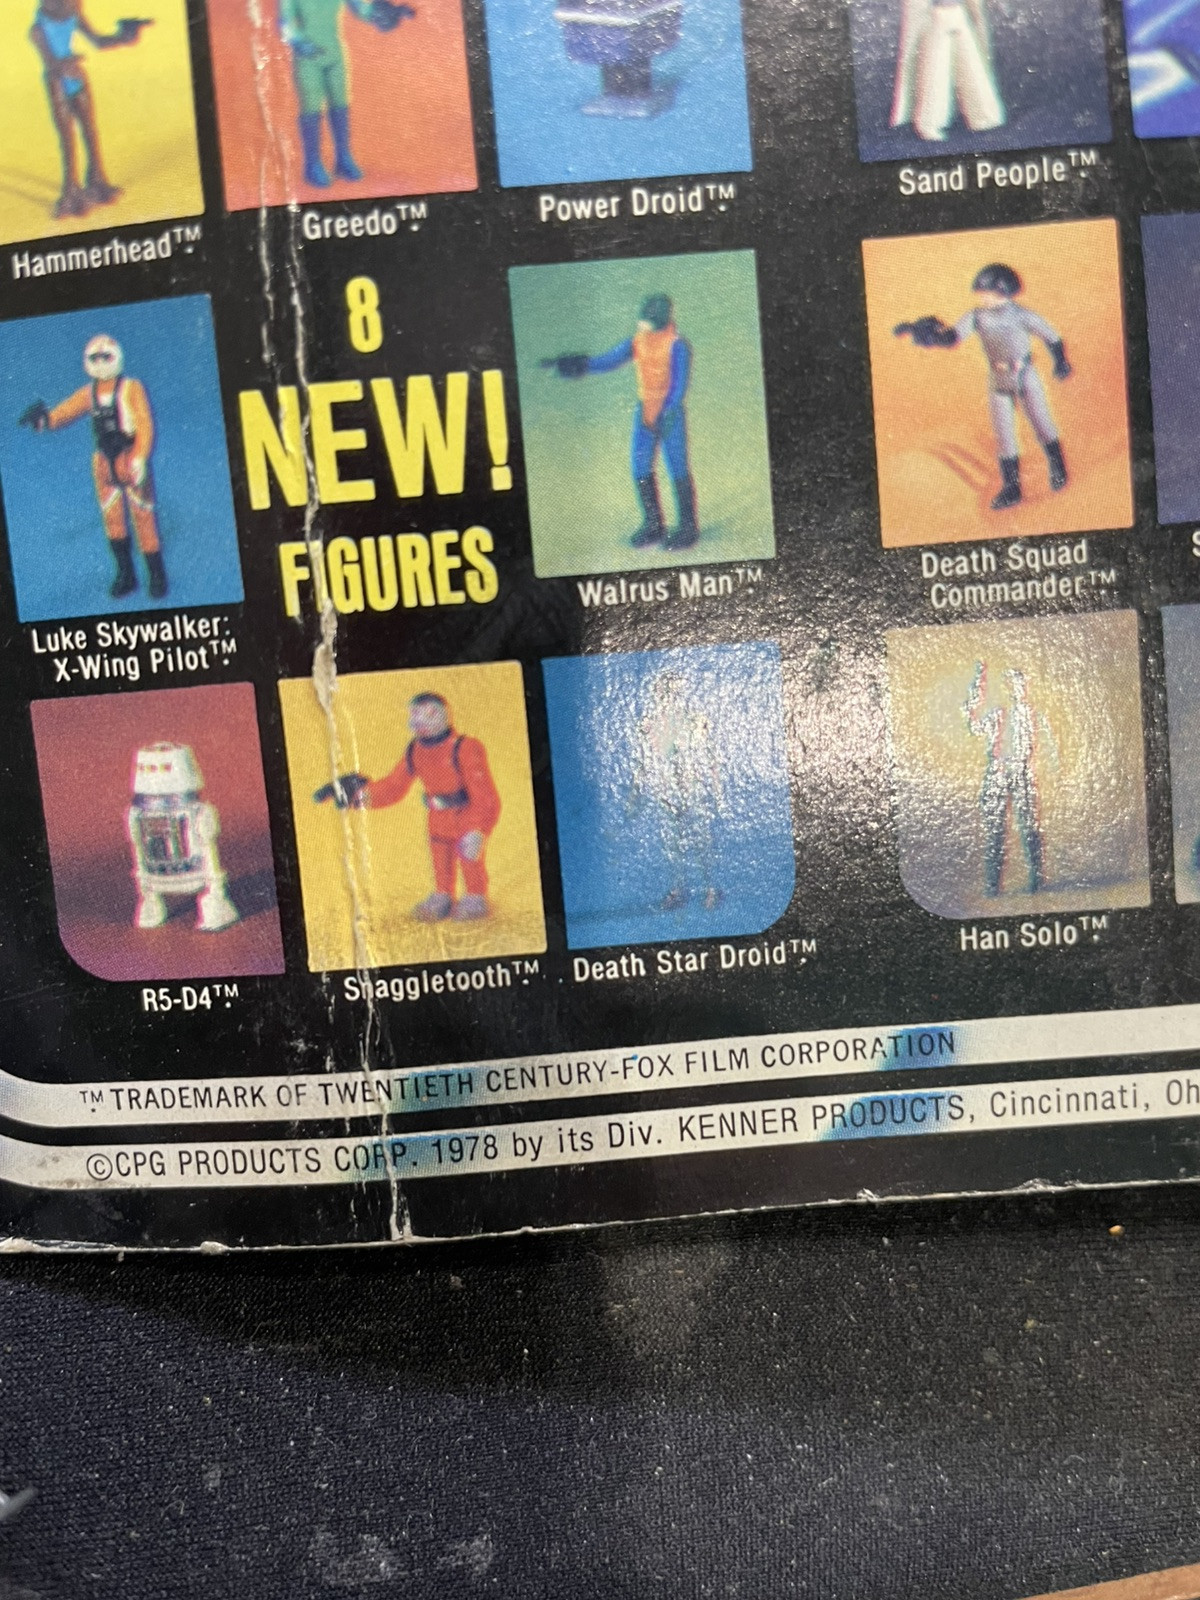 Hammerhead™
Greedo™
Power Droid™
Sand People™
8
NEW!
FIGURES
Luke Skywalker:
X-Wing Pilot™
Walrus Man™
Death Squad
Commander™
R5-D4™
Snaggletooth™
Death Star Droid™
Han Solo™
™TRADEMARK OF TWENTIETH CENTURY-FOX FILM CORPORATION
©CPG PRODUCTS CORP. 1978 by its Div. KENNER PRODUCTS, Cincinnati, Oh